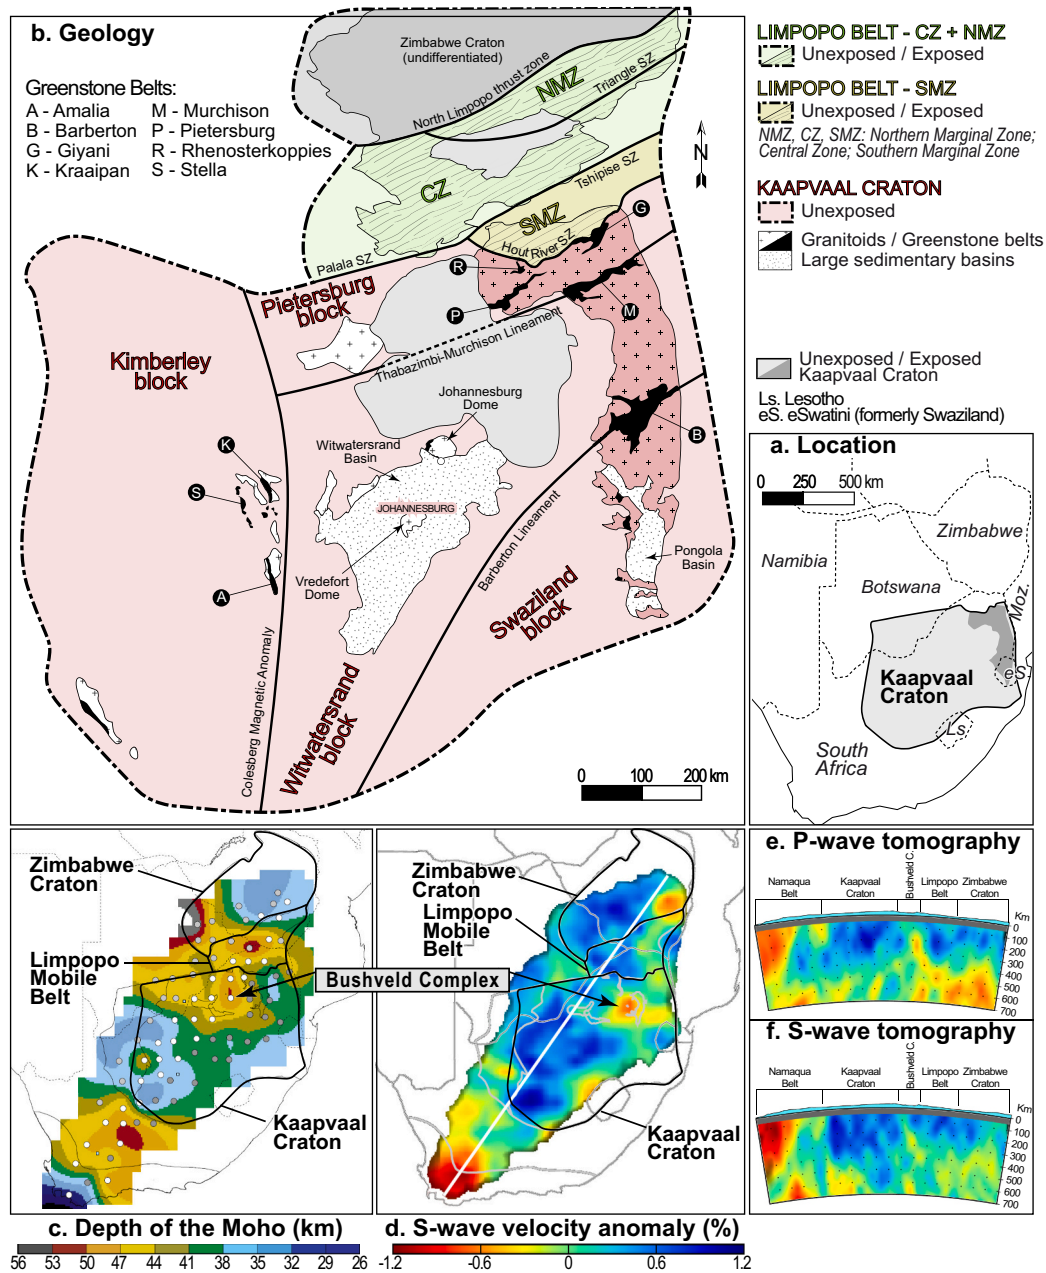 b. Geology
Greenstone Belts:
A - Amalia
B - Barberton
G - Giyani
K - Kraaipan
M - Murchison
P - Pietersburg
R - Rhenosterkoppies
S - Stella
Zimbabwe Craton
(undifferentiated)
North Limpopo thrust zone
NMZ
Triangle SZ
CZ
Tshipise SZ
SMZ
Hout River SZ
Palala SZ
N
G
R
P
M
B
K
S
A
Pietersburg
block
Kimberley
block
Thabazimbi-Murchison Lineament
Johannesburg
Dome
Witwatersrand
Basin
JOHANNESBURG
Vredefort
Dome
Barberton Lineament
Pongola
Basin
Swaziland
block
Witwatersrand
block
Colesberg Magnetic Anomaly
0 100 200 km
LIMPOPO BELT - CZ + NMZ
Unexposed / Exposed
LIMPOPO BELT - SMZ
Unexposed / Exposed
NMZ, CZ, SMZ: Northern Marginal Zone;
Central Zone; Southern Marginal Zone
KAAPVAAL CRATON
Unexposed
Granitoids / Greenstone belts
Large sedimentary basins
Unexposed / Exposed
Kaapvaal Craton
Ls. Lesotho
eS. eSwatini (formerly Swaziland)
a. Location
0 250 500 km
Zimbabwe
Namibia
Botswana
Moz.
Kaapvaal
Craton
eS.
Ls.
South
Africa
Zimbabwe
Craton
Limpopo
Mobile
Belt
Bushveld Complex
Kaapvaal
Craton
c. Depth of the Moho (km)
56 53 50 47 44 41 38 35 32 29 26
Zimbabwe
Craton
Limpopo
Mobile
Belt
Kaapvaal
Craton
d. S-wave velocity anomaly (%)
-1.2 -0.6 0 0.6 1.2
e. P-wave tomography
Namaqua
Belt
Kaapvaal
Craton
Bushveld C.
Limpopo
Belt
Zimbabwe
Craton
Km
0
100
200
300
400
500
600
700
f. S-wave tomography
Namaqua
Belt
Kaapvaal
Craton
Bushveld C.
Limpopo
Belt
Zimbabwe
Craton
Km
0
100
200
300
400
500
600
700